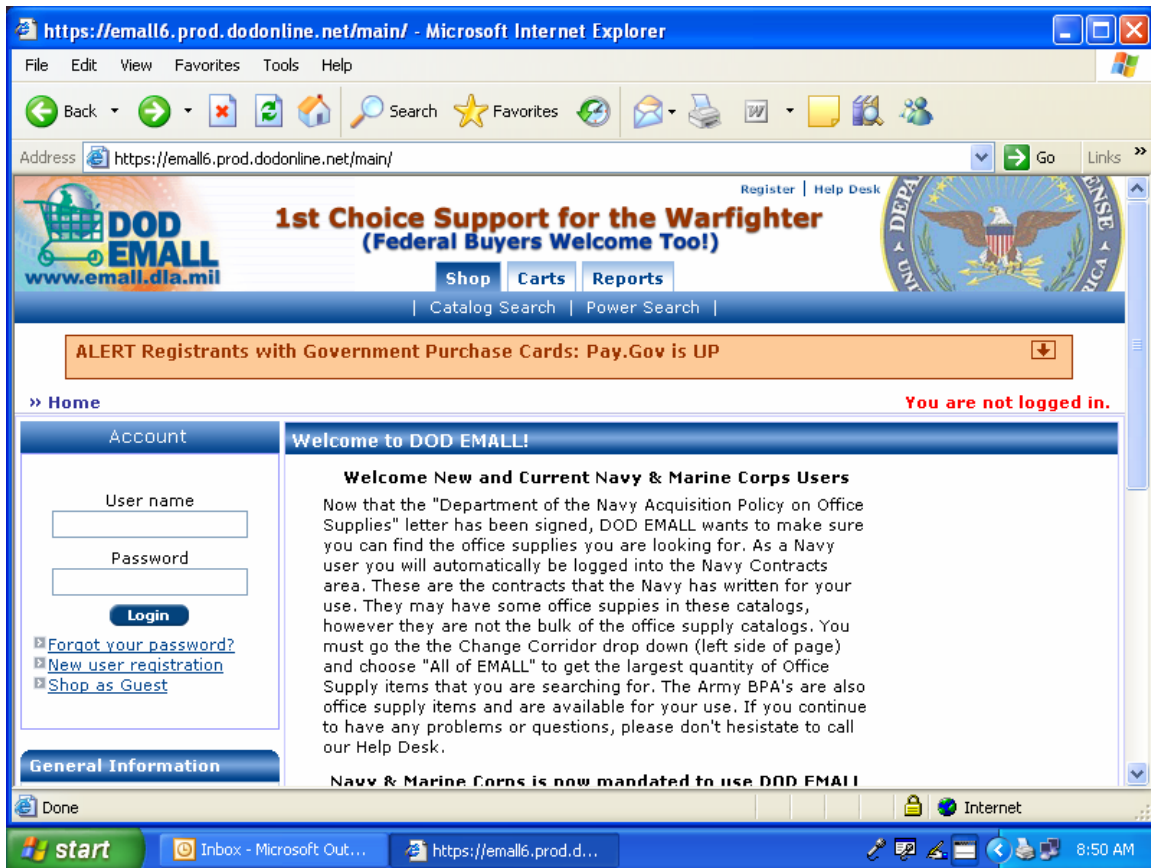 https://emall6.prod.dodonline.net/main/ - Microsoft Internet Explorer
File Edit View Favorites Tools Help
Back Search Favorites
Address https://emall6.prod.dodonline.net/main/ Go Links »
Register | Help Desk
DOD EMALL
www.emall.dla.mil
1st Choice Support for the Warfighter
(Federal Buyers Welcome Too!)
Shop Carts Reports
| Catalog Search | Power Search |
ALERT Registrants with Government Purchase Cards: Pay.Gov is UP
» Home You are not logged in.
Account
User name
Password
Login
Forgot your password?
New user registration
Shop as Guest
General Information
Welcome to DOD EMALL!
Welcome New and Current Navy & Marine Corps Users
Now that the "Department of the Navy Acquisition Policy on Office
Supplies" letter has been signed, DOD EMALL wants to make sure
you can find the office supplies you are looking for. As a Navy
user you will automatically be logged into the Navy Contracts
area. These are the contracts that the Navy has written for your
use. They may have some office suppies in these catalogs,
however they are not the bulk of the office supply catalogs. You
must go the the Change Corridor drop down (left side of page)
and choose "All of EMALL" to get the largest quantity of Office
Supply items that you are searching for. The Army BPA's are also
office supply items and are available for your use. If you continue
to have any problems or questions, please don't hesistate to call
our Help Desk.
Navy & Marine Corps is now mandated to use DOD EMALL
Done Internet
start Inbox - Microsoft Out... https://emall6.prod.d... 8:50 AM